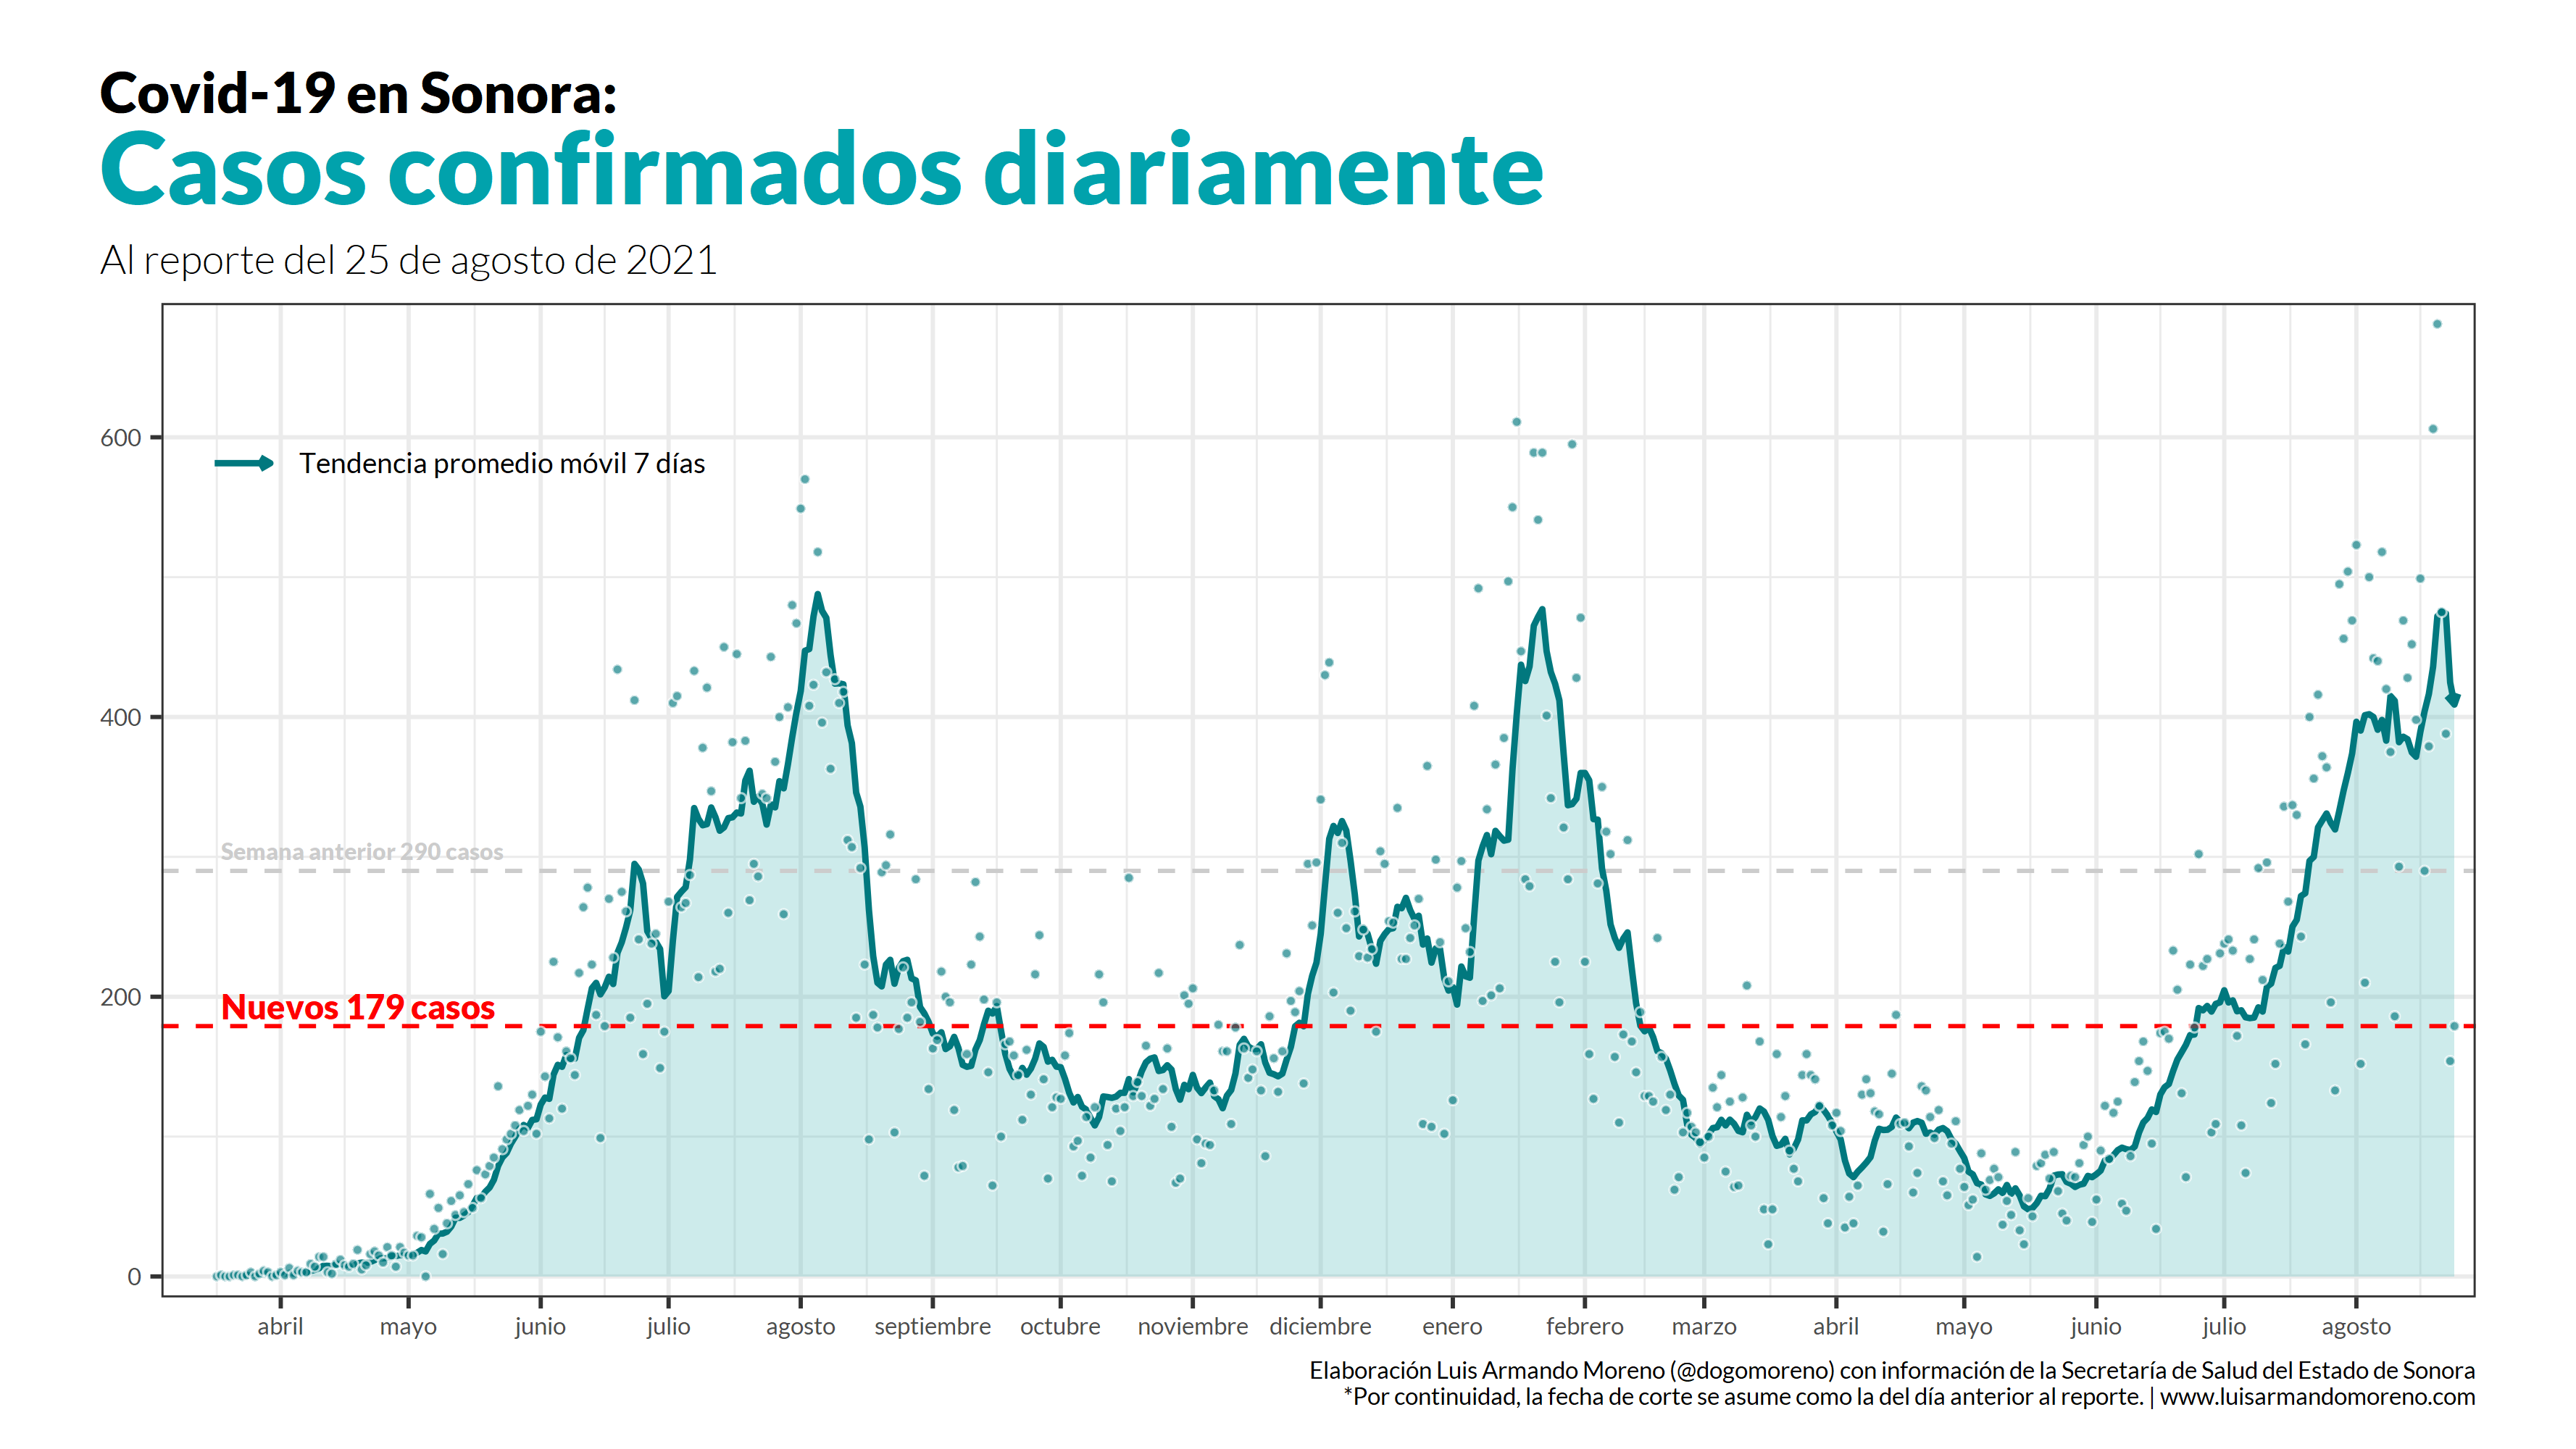 Covid-19 en Sonora:
Casos confirmados diariamente
Al reporte del 25 de agosto de 2021
600
Tendencia promedio móvil 7 días
400
Semana anterior 290 casos
200
Nuevos 179 casos
0
abril mayo junio julio agosto septiembre octubre noviembre diciembre enero febrero marzo abril mayo junio julio agosto
Elaboración Luis Armando Moreno (@dogomoreno) con información de la Secretaría de Salud del Estado de Sonora
*Por continuidad, la fecha de corte se asume como la del día anterior al reporte. | www.luisarmandomoreno.com